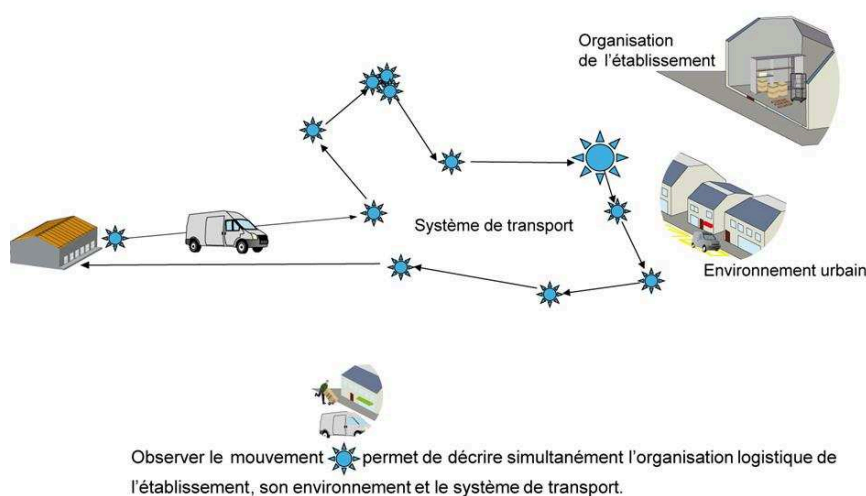 Organisation
de l'établissement
Système de transport
Environnement urbain
Observer le mouvement permet de décrire simultanément l'organisation logistique de
l'établissement, son environnement et le système de transport.